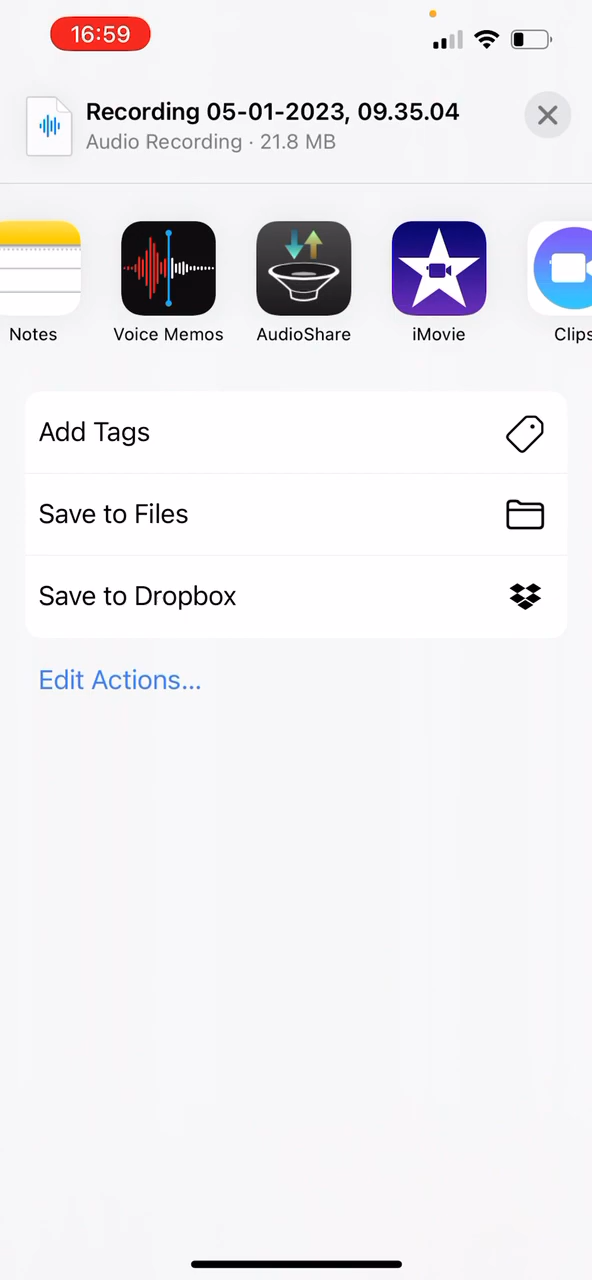 16:59
Recording 05-01-2023, 09.35.04
Audio Recording · 21.8 MB
Notes
Voice Memos
AudioShare
iMovie
Clips
Add Tags
Save to Files
Save to Dropbox
Edit Actions...